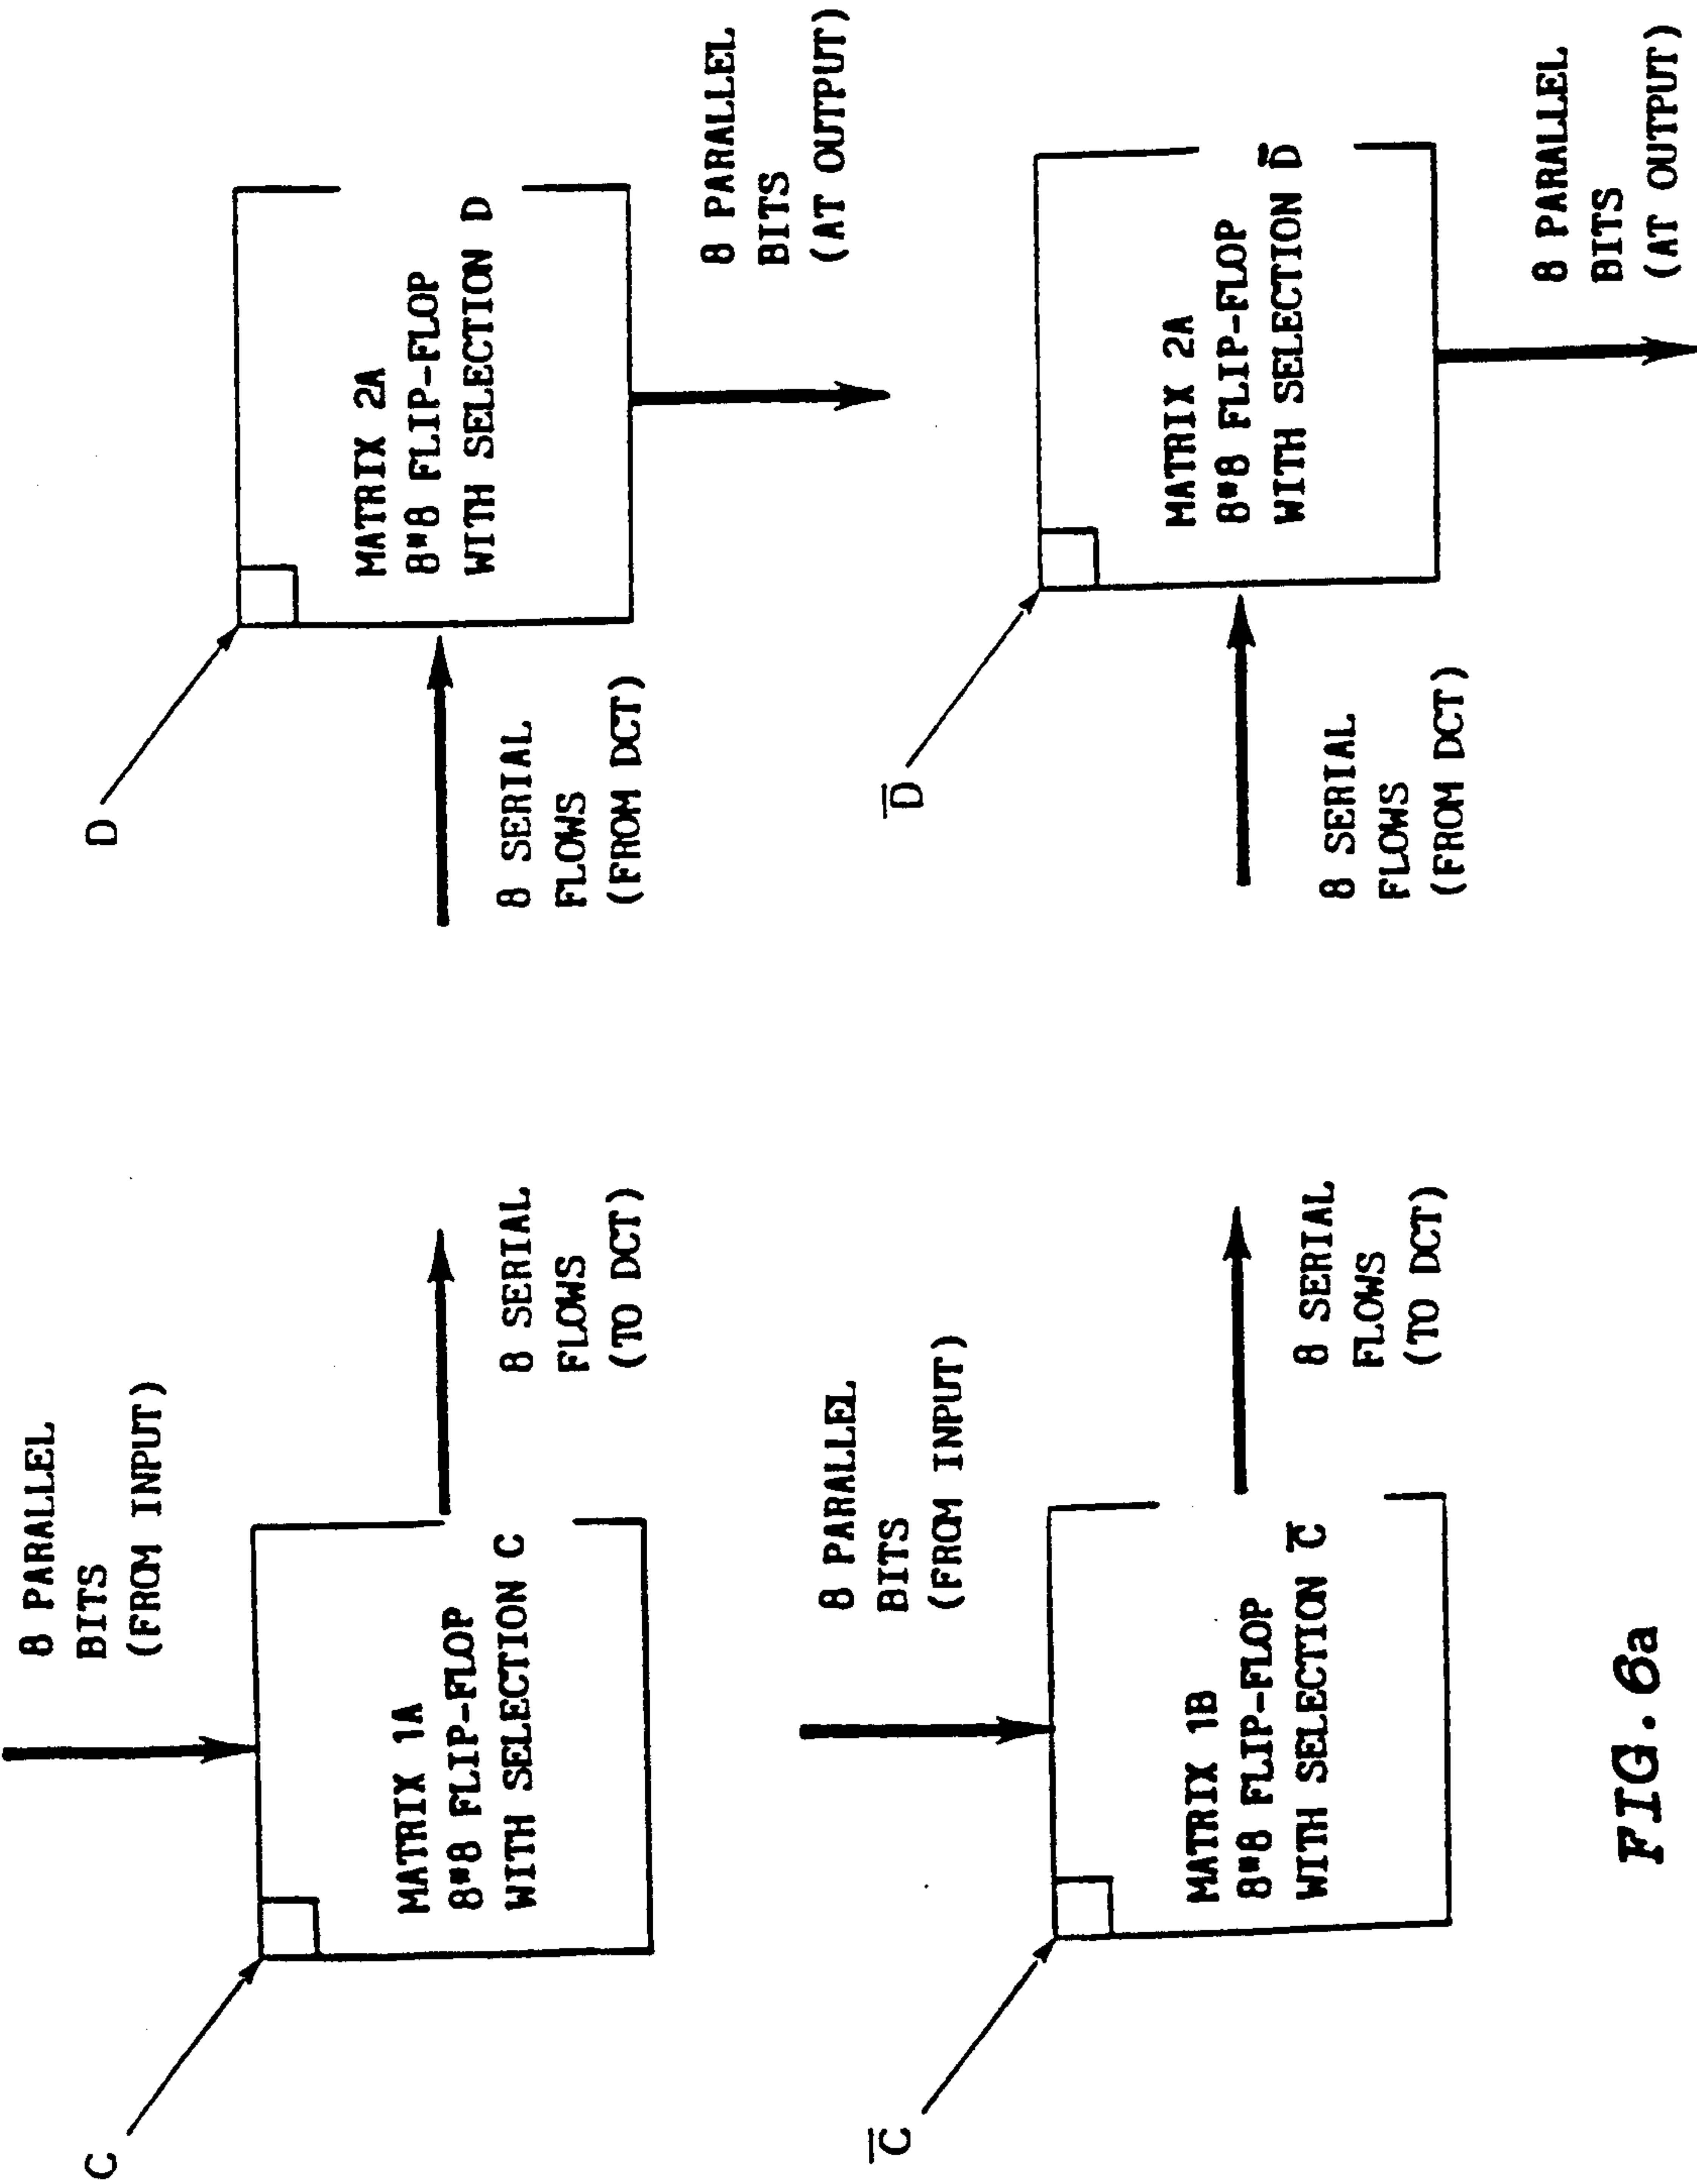 8 PARALLEL
BITS
(FROM INPUT)
C
MATRIX 1A
8*8 FLIP-FLOP
WITH SELECTION C
8 SERIAL
FLOWS
(TO DCT)
D
MATRIX 2A
8*8 FLIP-FLOP
WITH SELECTION D
8 SERIAL
FLOWS
(FROM DCT)
8 PARALLEL
BITS
(AT OUTPUT)
8 PARALLEL
BITS
(FROM INPUT)
C̅
MATRIX 1B
8*8 FLIP-FLOP
WITH SELECTION C̅
8 SERIAL
FLOWS
(TO DCT)
D̅
MATRIX 2A
8*8 FLIP-FLOP
WITH SELECTION D̅
8 SERIAL
FLOWS
(FROM DCT)
8 PARALLEL
BITS
(AT OUTPUT)
FIG. 6a